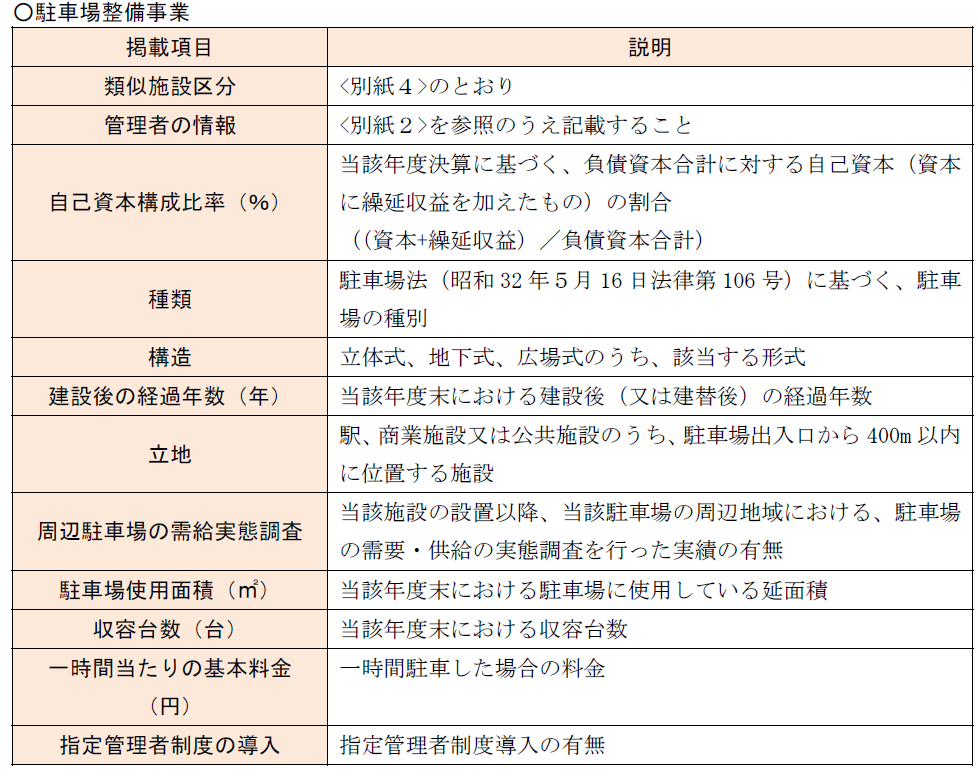 〇駐車場整備事業
掲載項目
説明
類似施設区分
<別紙４>のとおり
管理者の情報
<別紙２>を参照のうえ記載すること
自己資本構成比率（％）
当該年度決算に基づく、負債資本合計に対する自己資本（資本
に繰延収益を加えたもの）の割合
（(資本+繰延収益）／負債資本合計）
種類
駐車場法（昭和 32 年５月 16 日法律第 106 号）に基づく、駐車
場の種別
構造
立体式、地下式、広場式のうち、該当する形式
建設後の経過年数（年）
当該年度末における建設後（又は建替後）の経過年数
立地
駅、商業施設又は公共施設のうち、駐車場出入口から 400m 以内
に位置する施設
周辺駐車場の需給実態調査
当該施設の設置以降、当該駐車場の周辺地域における、駐車場
の需要・供給の実態調査を行った実績の有無
駐車場使用面積（㎡）
当該年度末における駐車場に使用している延面積
収容台数（台）
当該年度末における収容台数
一時間当たりの基本料金
（円）
一時間駐車した場合の料金
指定管理者制度の導入
指定管理者制度導入の有無